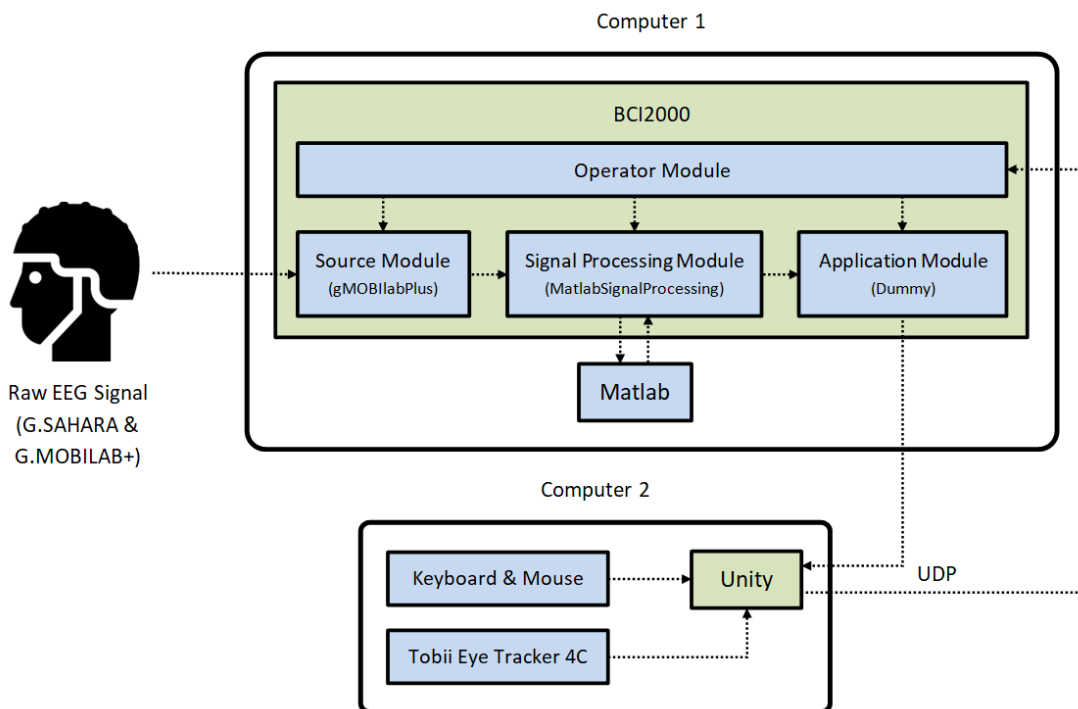 Computer 1
BCI2000
Operator Module
Source Module
(gMOBIlabPlus)
Signal Processing Module
(MatlabSignalProcessing)
Application Module
(Dummy)
Matlab
Raw EEG Signal
(G.SAHARA &
G.MOBILAB+)
Computer 2
Keyboard & Mouse
Unity
UDP
Tobii Eye Tracker 4C